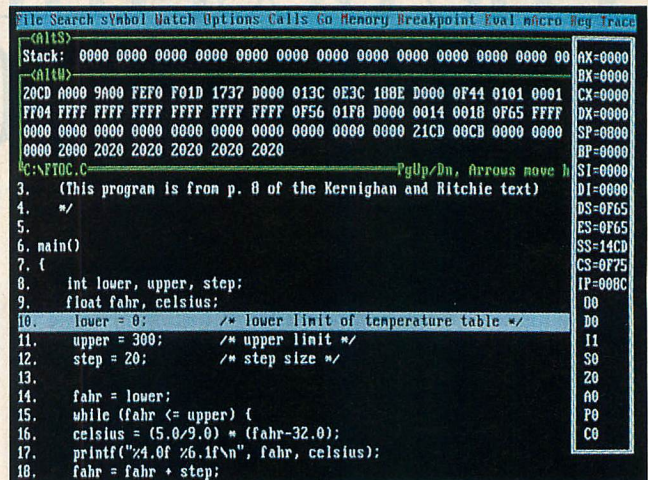 File Search sYmbol Watch Options Calls Go Memory Breakpoint Eval mAcro Reg Trace
<AltS>
Stack: 0000 0000 0000 0000 0000 0000 0000 0000 0000 0000 0000 0000 00
<AltW>
20CD A000 9A00 FEF0 F01D 1737 D000 013C 0E3C 188E D000 0F44 0101 0001
FF04 FFFF FFFF FFFF FFFF FFFF FFFF 0F56 01F8 D000 0014 0018 0F65 FFFF
0000 0000 0000 0000 0000 0000 0000 0000 0000 0000 21CD 00CB 0000 0000
0000 2000 2020 2020 2020 2020
C:\FTOC.C PgUp/Dn, Arrows move h
3. (This program is from p. 8 of the Kernighan and Ritchie text)
4. */
5.
6. main()
7. {
8. int lower, upper, step;
9. float fahr, celsius;
10. lower = 0; /* lower limit of temperature table */
11. upper = 300; /* upper limit */
12. step = 20; /* step size */
13.
14. fahr = lower;
15. while (fahr <= upper) {
16. celsius = (5.0/9.0) * (fahr-32.0);
17. printf("%4.0f %6.1f\n", fahr, celsius);
18. fahr = fahr + step;
AX=0000
BX=0000
CX=0000
DX=0000
SP=0800
BP=0000
SI=0000
DI=0000
DS=0F65
ES=0F65
SS=14CD
CS=0F75
IP=008C
O0
D0
I1
S0
Z0
A0
P0
C0